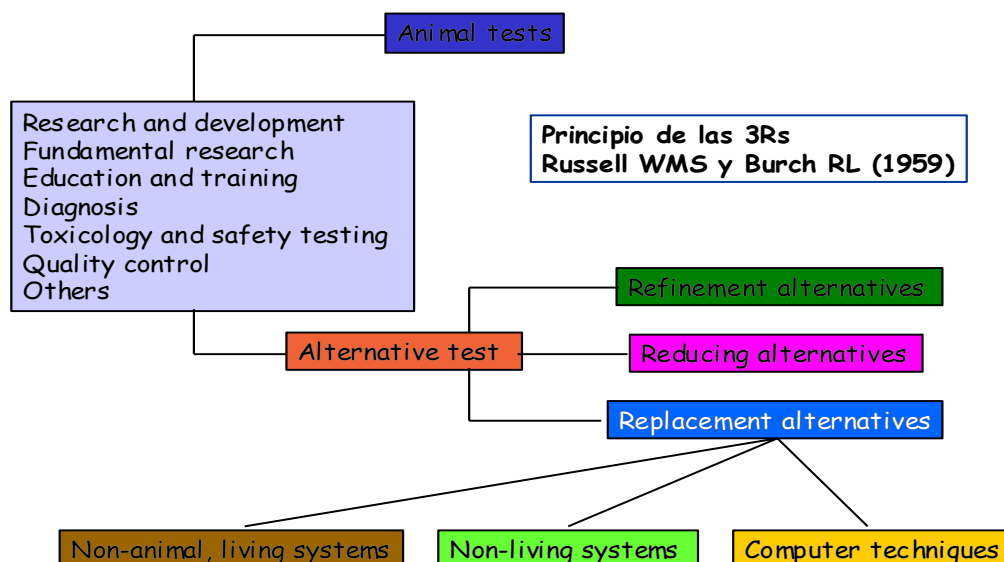 Animal tests
Research and development
Fundamental research
Education and training
Diagnosis
Toxicology and safety testing
Quality control
Others
Principio de las 3Rs
Russell WMS y Burch RL (1959)
Refinement alternatives
Alternative test
Reducing alternatives
Replacement alternatives
Non-animal, living systems
Non-living systems
Computer techniques